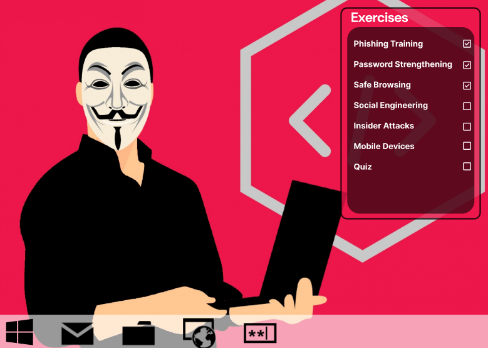 Exercises
Phishing Training
Password Strengthening
Safe Browsing
Social Engineering
Insider Attacks
Mobile Devices
Quiz
**|